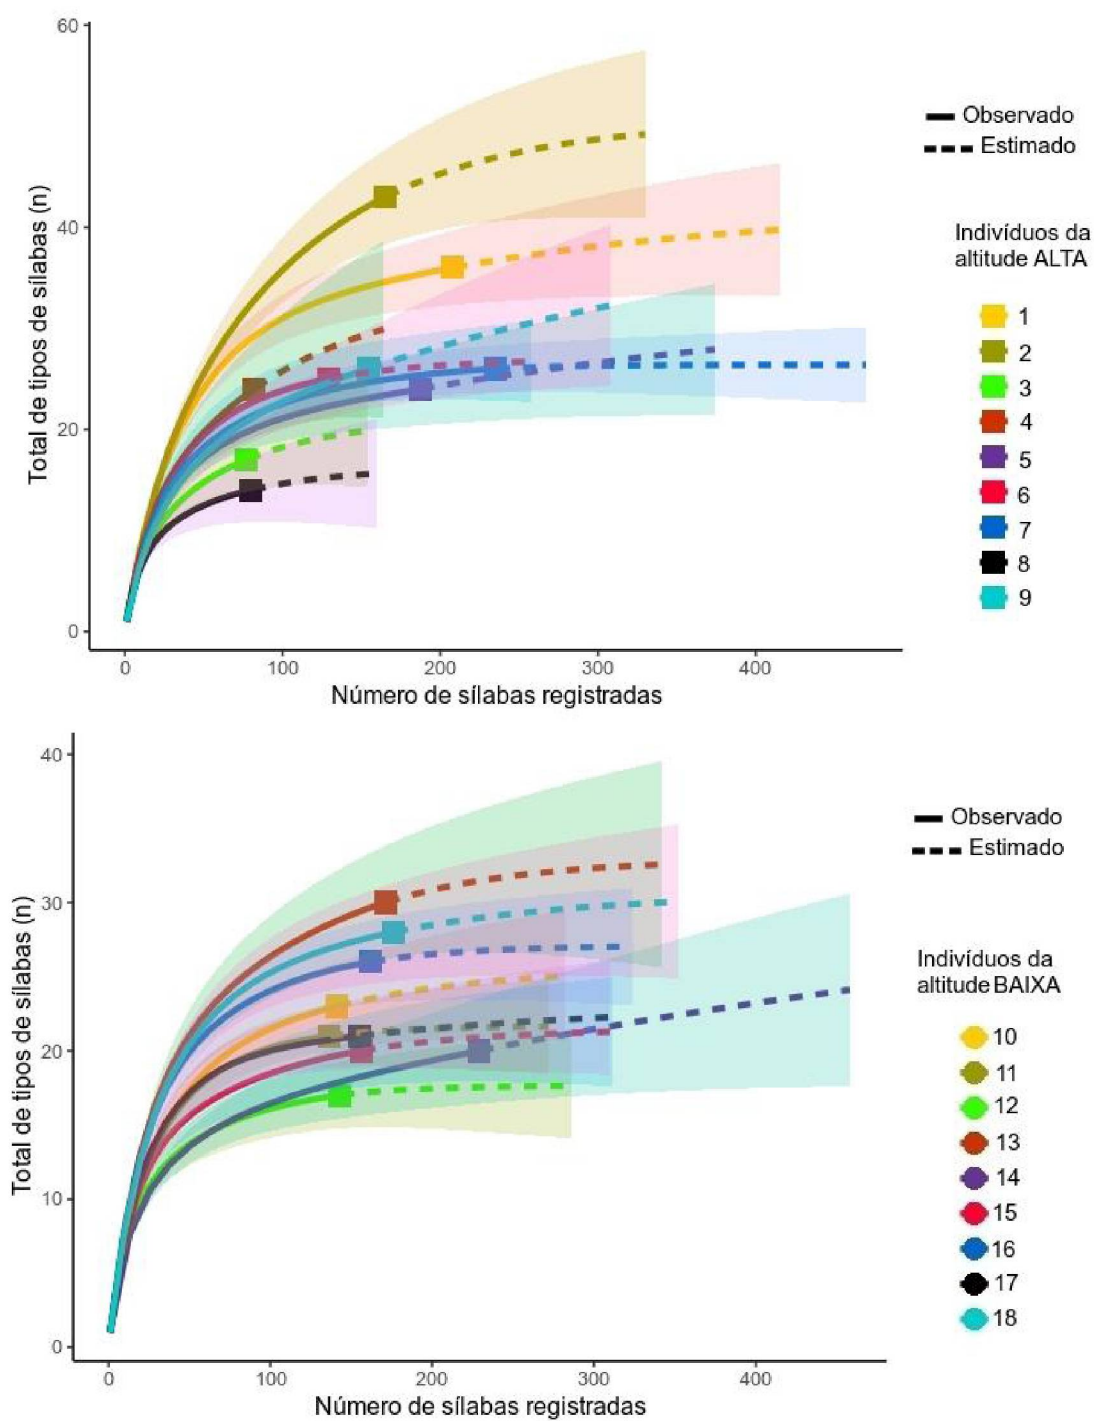 60
40
20
0
Total de tipos de sílabas (n)
0 100 200 300 400
Número de sílabas registradas
Observado
Estimado
Indivíduos da
altitude ALTA
1
2
3
4
5
6
7
8
9
40
30
20
10
0
Total de tipos de sílabas (n)
0 100 200 300 400
Número de sílabas registradas
Observado
Estimado
Indivíduos da
altitude BAIXA
10
11
12
13
14
15
16
17
18